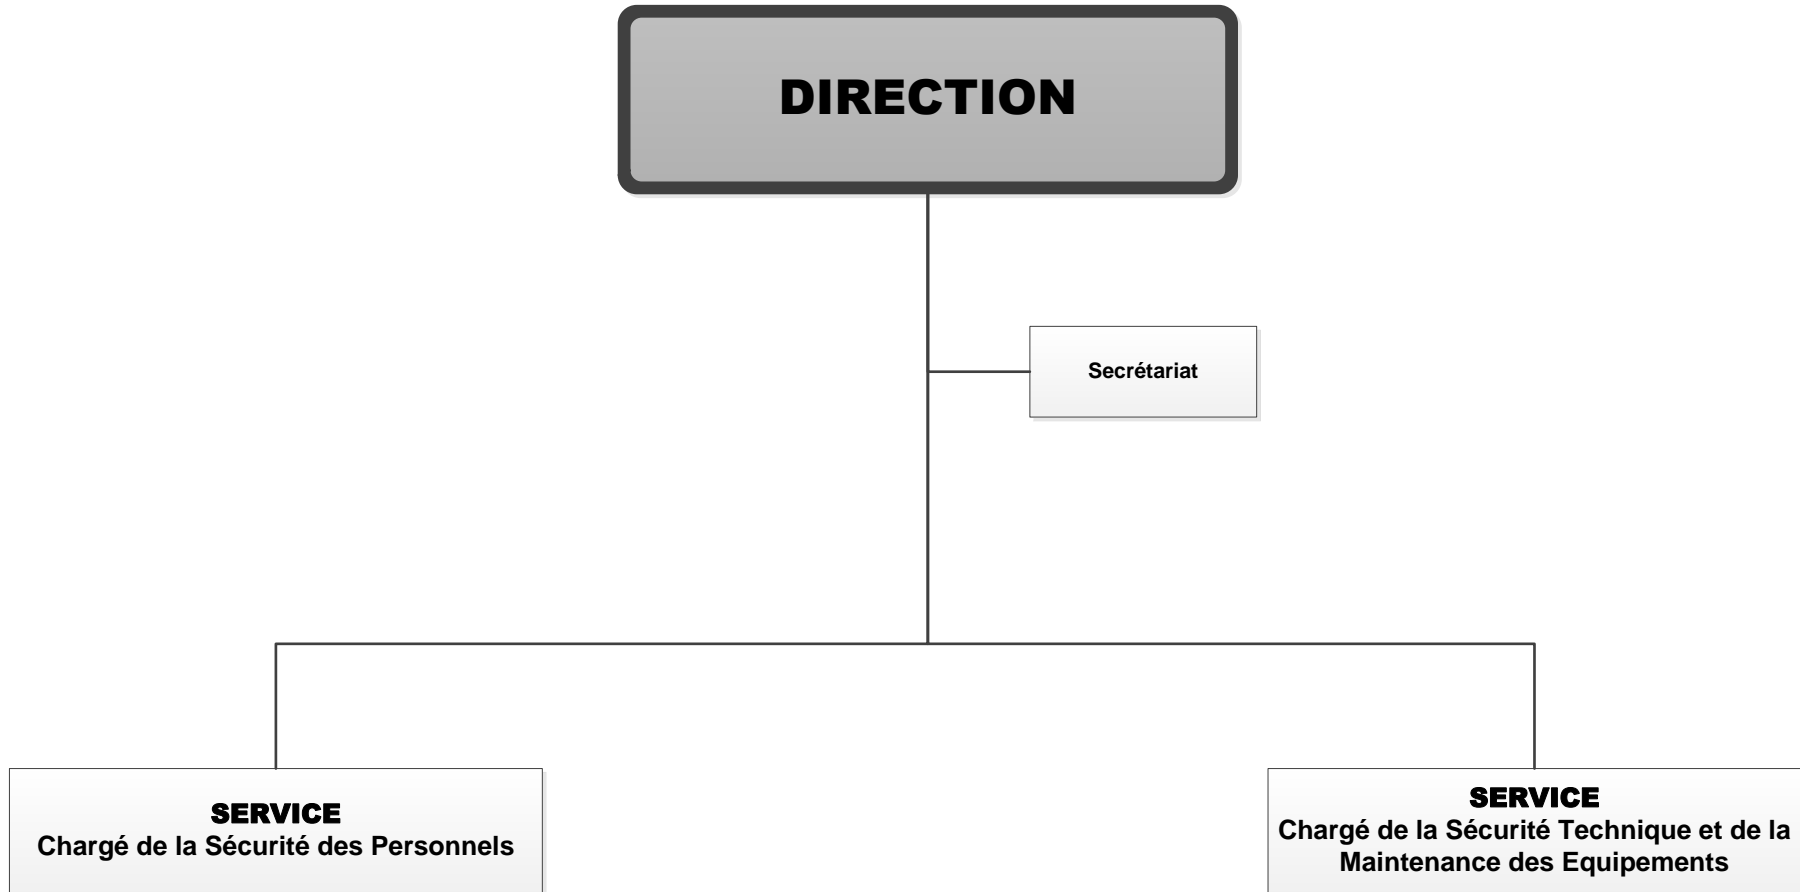 DIRECTION
Secrétariat
SERVICE
Chargé de la Sécurité des Personnels
SERVICE
Chargé de la Sécurité Technique et de la
Maintenance des Equipements